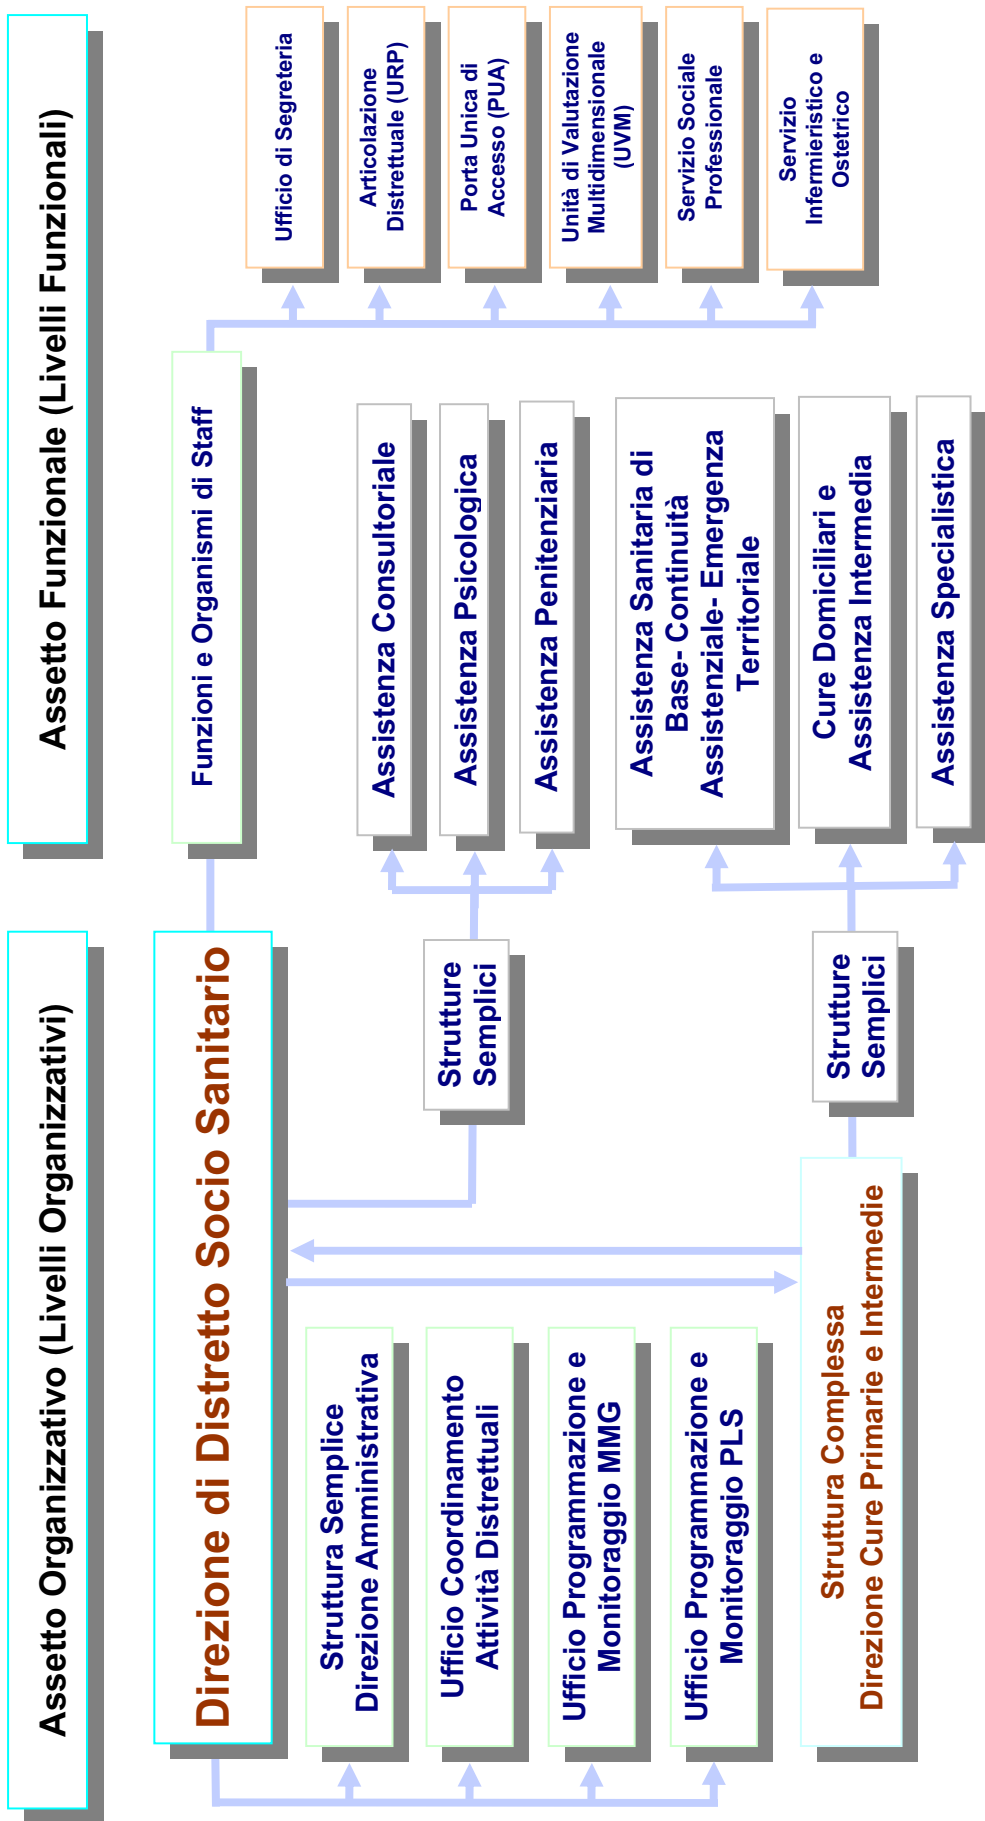 Assetto Organizzativo (Livelli Organizzativi)
Assetto Funzionale (Livelli Funzionali)
Direzione di Distretto Socio Sanitario
Funzioni e Organismi di Staff
Ufficio di Segreteria
Articolazione
Distrettuale (URP)
Porta Unica di
Accesso (PUA)
Unità di Valutazione
Multidimensionale
(UVM)
Servizio Sociale
Professionale
Servizio
Infermieristico e
Ostetrico
Struttura Semplice
Direzione Amministrativa
Ufficio Coordinamento
Attività Distrettuali
Ufficio Programmazione e
Monitoraggio MMG
Ufficio Programmazione e
Monitoraggio PLS
Strutture
Semplici
Assistenza Consultoriale
Assistenza Psicologica
Assistenza Penitenziaria
Struttura Complessa
Direzione Cure Primarie e Intermedie
Strutture
Semplici
Assistenza Sanitaria di
Base- Continuità
Assistenziale- Emergenza
Territoriale
Cure Domiciliari e
Assistenza Intermedia
Assistenza Specialistica